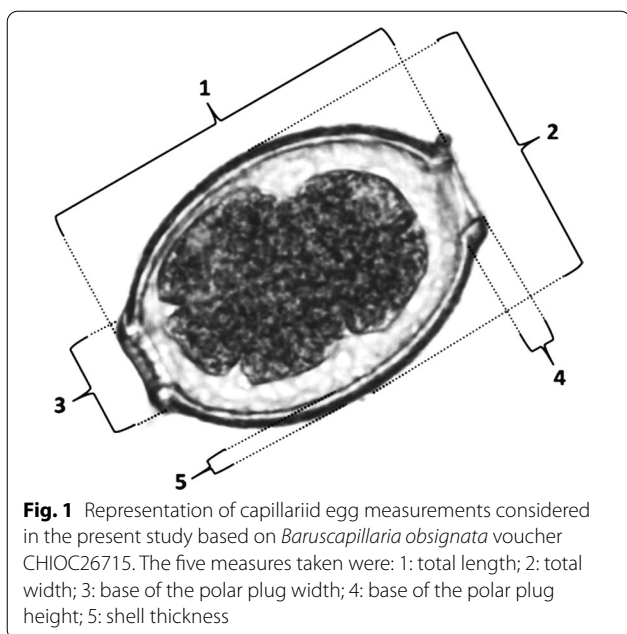 1
2
3
4
5
Fig. 1 Representation of capillariid egg measurements considered
in the present study based on Baruscapillaria obsignata voucher
CHIOC26715. The five measures taken were: 1: total length; 2: total
width; 3: base of the polar plug width; 4: base of the polar plug
height; 5: shell thickness